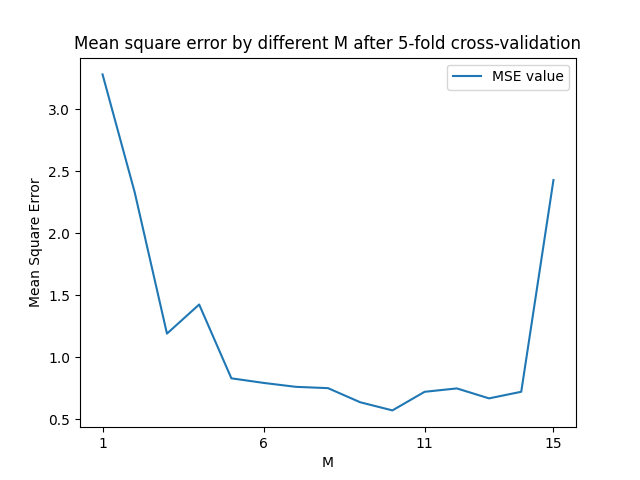 Mean square error by different M after 5-fold cross-validation
MSE value
3.0
2.5
2.0
1.5
1.0
0.5
Mean Square Error
1 6 11 15
M